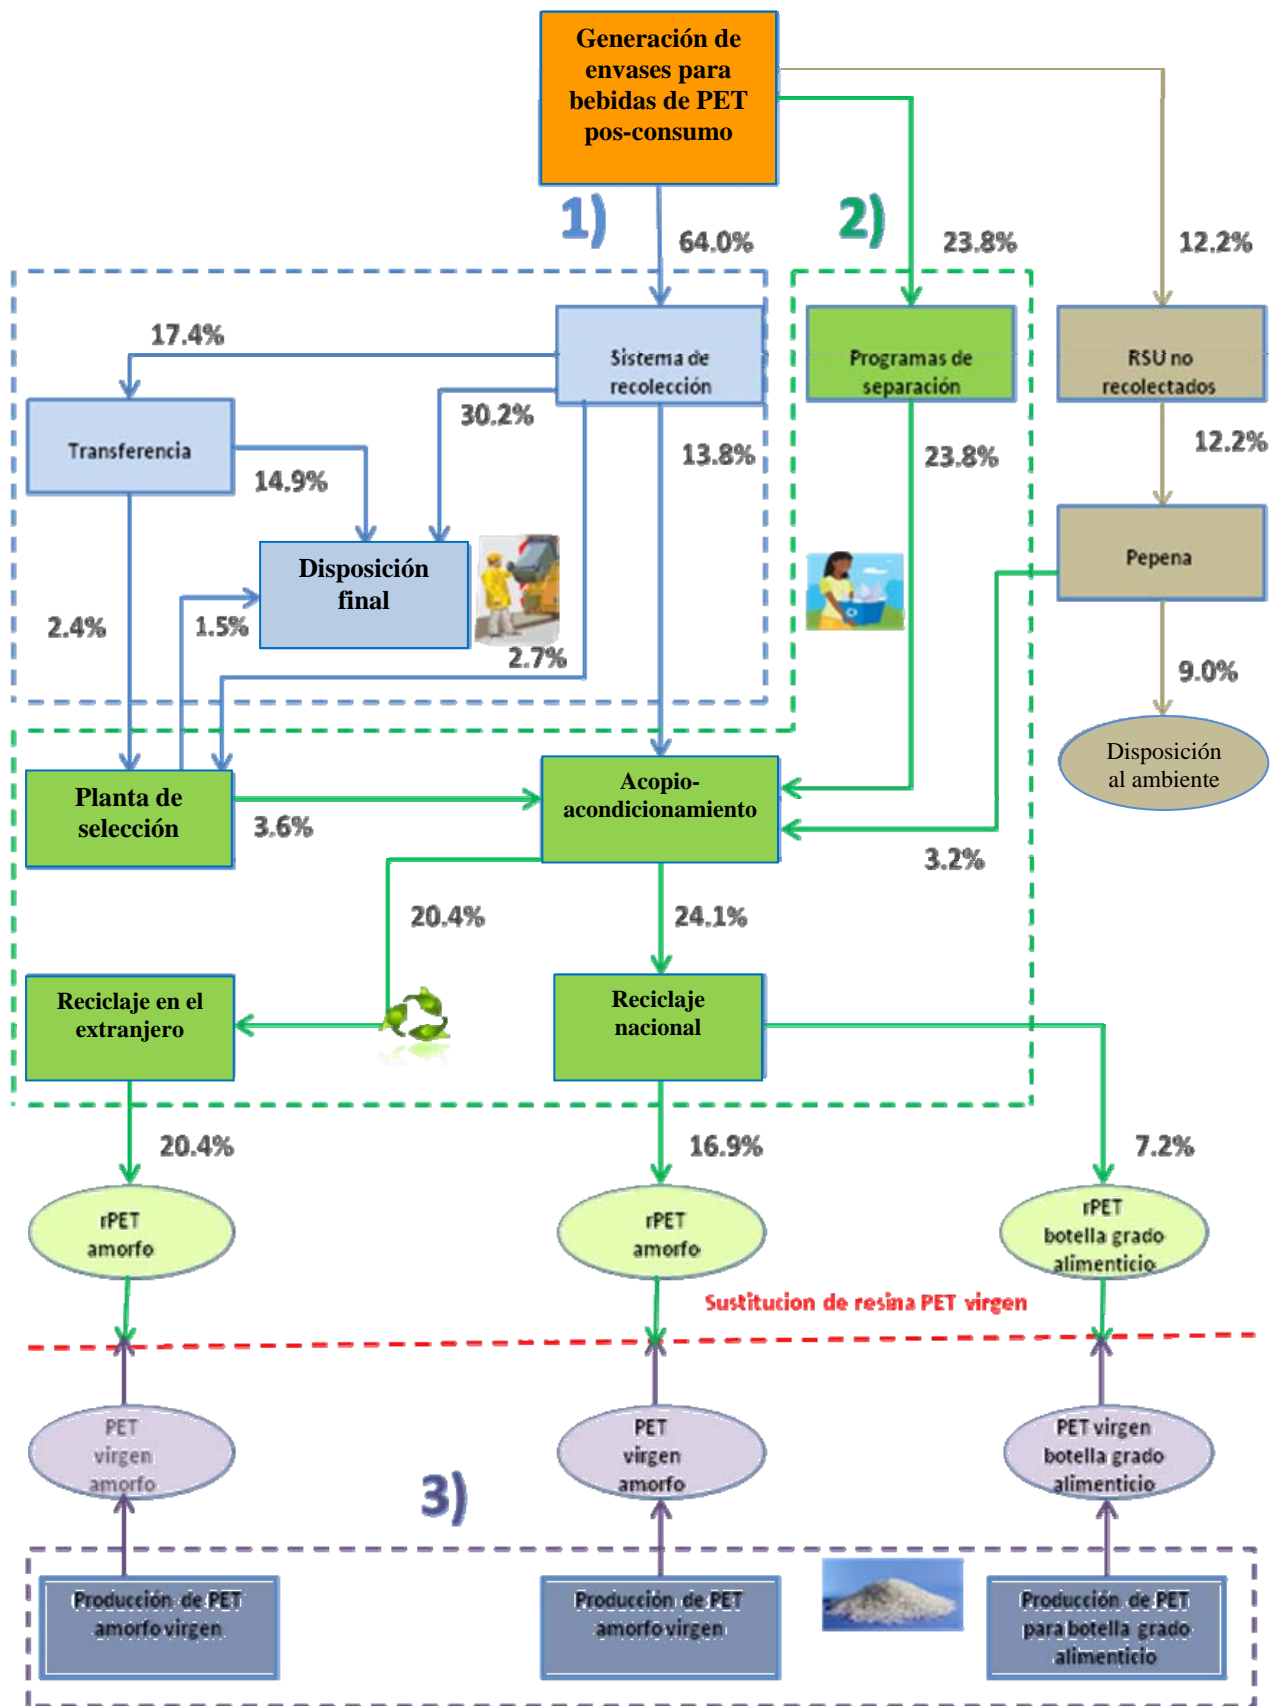 Generación de
envases para
bebidas de PET
pos-consumo
1)
2)
64.0%
23.8%
12.2%
17.4%
Sistema de
recolección
Programas de
separación
RSU no
recolectados
30.2%
Transferencia
13.8%
23.8%
12.2%
14.9%
Disposición
final
Pepena
2.4%
1.5%
2.7%
9.0%
Disposición
al ambiente
Planta de
selección
Acopio-
acondicionamiento
3.6%
3.2%
20.4%
24.1%
Reciclaje en el
extranjero
Reciclaje
nacional
20.4%
16.9%
7.2%
rPET
amorfo
rPET
amorfo
rPET
botella grado
alimenticio
Sustitucion de resina PET virgen
PET
virgen
amorfo
PET
virgen
amorfo
PET virgen
botella grado
alimenticio
3)
Producción de PET
amorfo virgen
Producción de PET
amorfo virgen
Producción de PET
para botella grado
alimenticio